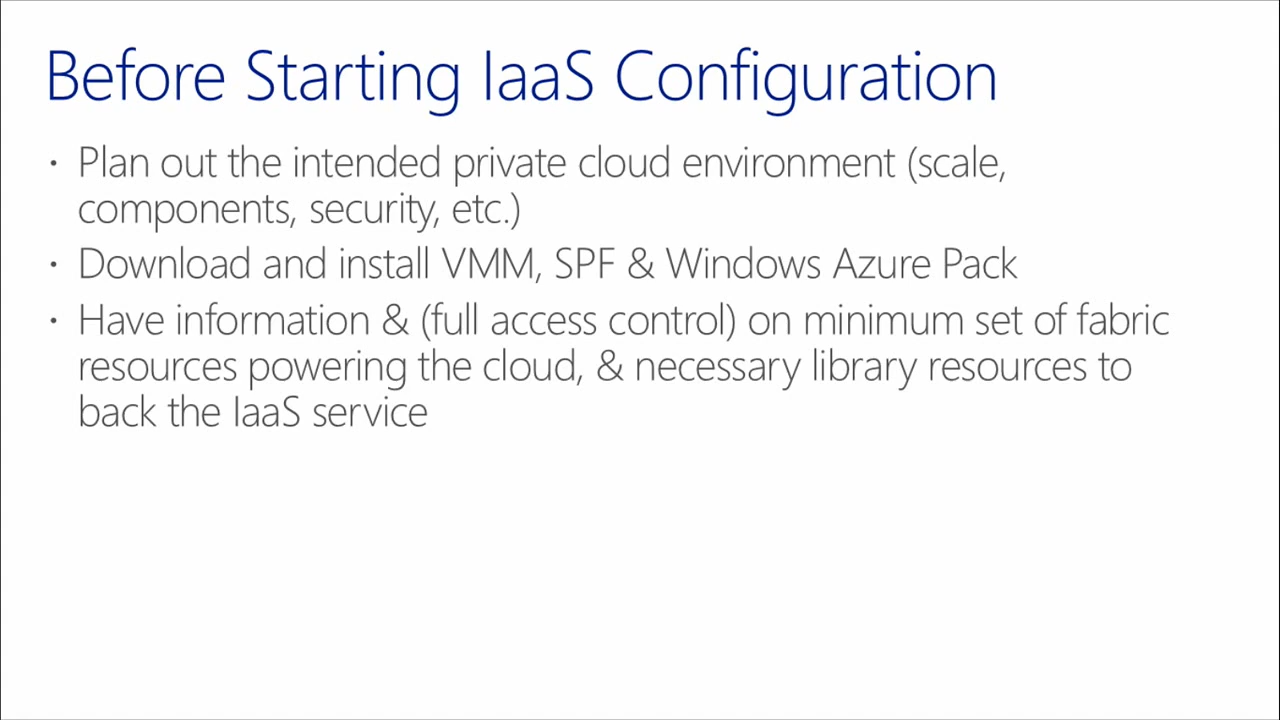 Before Starting IaaS Configuration
• Plan out the intended private cloud environment (scale,
components, security, etc.)
• Download and install VMM, SPF & Windows Azure Pack
• Have information & (full access control) on minimum set of fabric
resources powering the cloud, & necessary library resources to
back the IaaS service